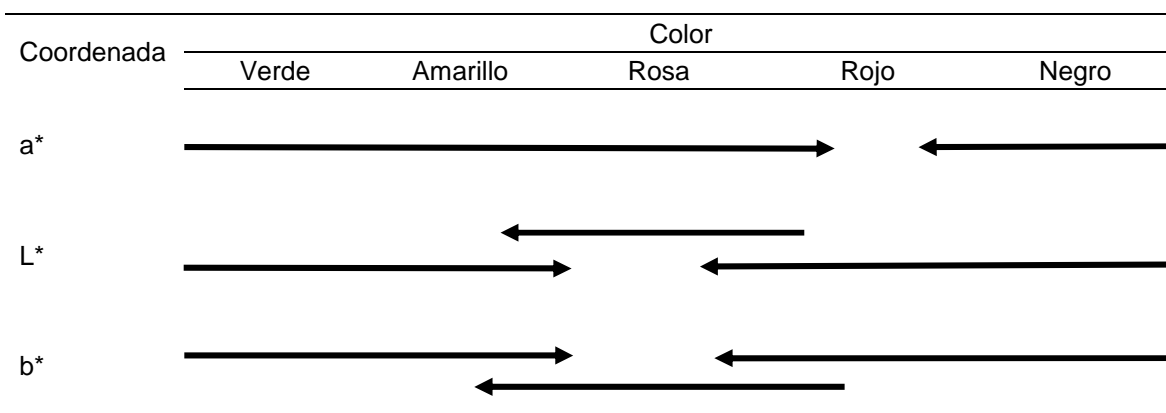 Color
Coordenada
Verde Amarillo Rosa Rojo Negro
a*
L*
b*